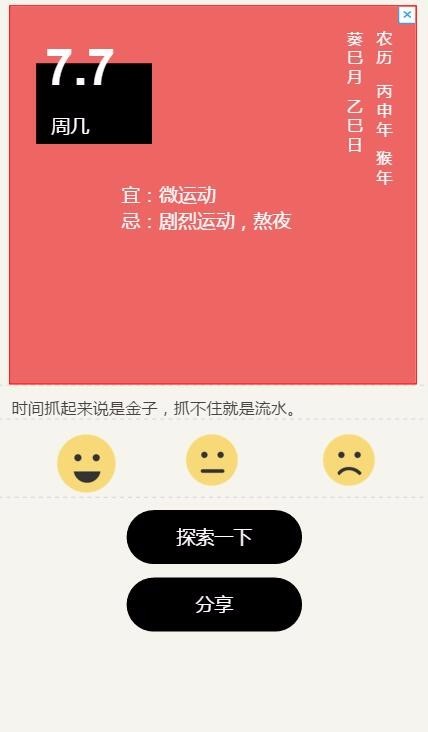 7.7
周几
农历 丙申年 猴年
葵巳月 乙巳日
宜：微运动
忌：剧烈运动，熬夜
时间抓起来说是金子，抓不住就是流水。
探索一下
分享